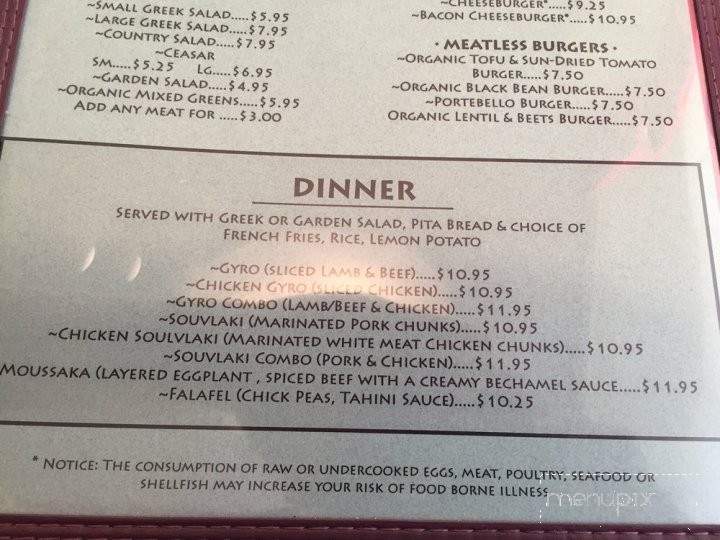 ~Small Greek Salad.....$5.95
~Large Greek Salad.....$7.95
~Country Salad.....$7.95
~Ceasar
Sm.....$5.25 Lg.....$6.95
~Garden Salad.....$4.95
~Organic Mixed Greens.....$5.95
Add any meat for .....$3.00
~Cheeseburger*.....$9.25
~Bacon Cheeseburger*.....$10.95
· Meatless Burgers ·
~Organic Tofu & Sun-Dried Tomato
Burger.....$7.50
~Organic Black Bean Burger.....$7.50
~Portebello Burger.....$7.50
Organic Lentil & Beets Burger.....$7.50
DINNER
Served with Greek or Garden Salad, Pita Bread & choice of
French Fries, Rice, Lemon Potato
~Gyro (sliced Lamb & Beef).....$10.95
~Chicken Gyro (sliced Chicken).....$10.95
~Gyro Combo (Lamb/Beef & Chicken).....$11.95
~Souvlaki (Marinated Pork chunks).....$10.95
~Chicken Soulvlaki (Marinated white meat Chicken chunks).....$10.95
~Souvlaki Combo (Pork & Chicken).....$11.95
Moussaka (layered eggplant , spiced beef with a creamy bechamel sauce.....$11.95
~Falafel (Chick Peas, Tahini Sauce).....$10.25
* Notice: The consumption of raw or undercooked eggs, meat, poultry, seafood or
shellfish may increase your risk of food borne illness
menupix